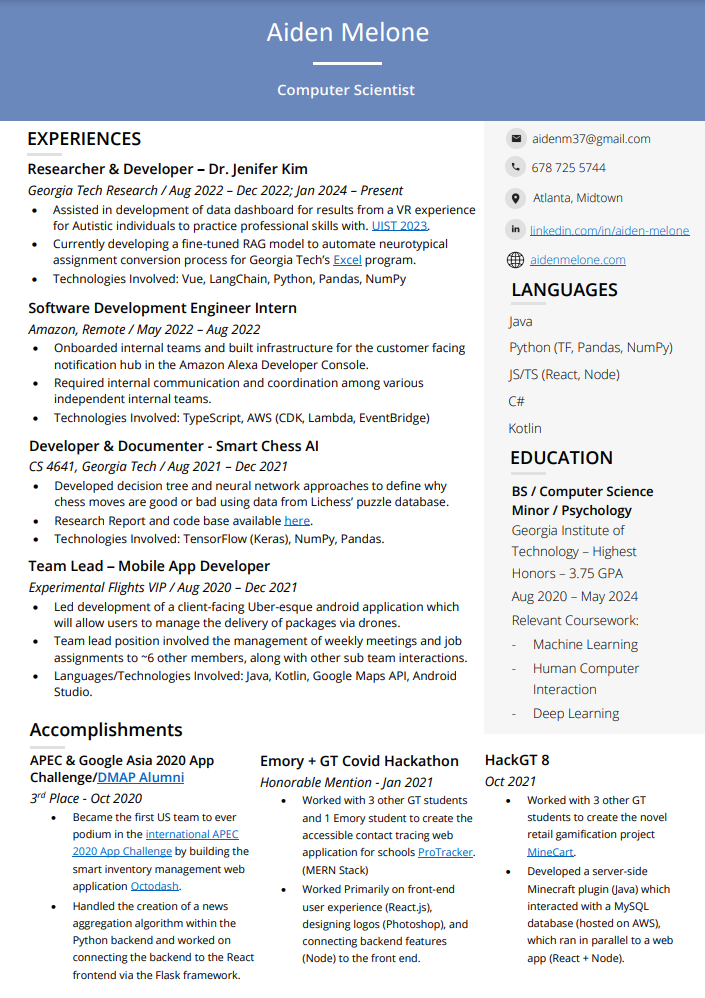 Aiden Melone
Computer Scientist
EXPERIENCES
Researcher & Developer – Dr. Jenifer Kim
Georgia Tech Research / Aug 2022 – Dec 2022; Jan 2024 – Present
• Assisted in development of data dashboard for results from a VR experience
for Autistic individuals to practice professional skills with. UIST 2023.
• Currently developing a fine-tuned RAG model to automate neurotypical
assignment conversion process for Georgia Tech’s Excel program.
• Technologies Involved: Vue, LangChain, Python, Pandas, NumPy
Software Development Engineer Intern
Amazon, Remote / May 2022 – Aug 2022
• Onboarded internal teams and built infrastructure for the customer facing
notification hub in the Amazon Alexa Developer Console.
• Required internal communication and coordination among various
independent internal teams.
• Technologies Involved: TypeScript, AWS (CDK, Lambda, EventBridge)
Developer & Documenter - Smart Chess AI
CS 4641, Georgia Tech / Aug 2021 – Dec 2021
• Developed decision tree and neural network approaches to define why
chess moves are good or bad using data from Lichess’ puzzle database.
• Research Report and code base available here.
• Technologies Involved: TensorFlow (Keras), NumPy, Pandas.
Team Lead – Mobile App Developer
Experimental Flights VIP / Aug 2020 – Dec 2021
• Led development of a client-facing Uber-esque android application which
will allow users to manage the delivery of packages via drones.
• Team lead position involved the management of weekly meetings and job
assignments to ~6 other members, along with other sub team interactions.
• Languages/Technologies Involved: Java, Kotlin, Google Maps API, Android
Studio.
aidenm37@gmail.com
678 725 5744
Atlanta, Midtown
linkedin.com/in/aiden-melone
aidenmelone.com
LANGUAGES
Java
Python (TF, Pandas, NumPy)
JS/TS (React, Node)
C#
Kotlin
EDUCATION
BS / Computer Science
Minor / Psychology
Georgia Institute of
Technology – Highest
Honors – 3.75 GPA
Aug 2020 – May 2024
Relevant Coursework:
- Machine Learning
- Human Computer
Interaction
- Deep Learning
Accomplishments
APEC & Google Asia 2020 App
Challenge/DMAP Alumni
3rd Place - Oct 2020
• Became the first US team to ever
podium in the international APEC
2020 App Challenge by building the
smart inventory management web
application Octodash.
• Handled the creation of a news
aggregation algorithm within the
Python backend and worked on
connecting the backend to the React
frontend via the Flask framework.
Emory + GT Covid Hackathon
Honorable Mention - Jan 2021
• Worked with 3 other GT students
and 1 Emory student to create the
accessible contact tracing web
application for schools ProTracker.
(MERN Stack)
• Worked Primarily on front-end
user experience (React.js),
designing logos (Photoshop), and
connecting backend features
(Node) to the front end.
HackGT 8
Oct 2021
• Worked with 3 other GT
students to create the novel
retail gamification project
MineCart.
• Developed a server-side
Minecraft plugin (Java) which
interacted with a MySQL
database (hosted on AWS),
which ran in parallel to a web
app (React + Node).